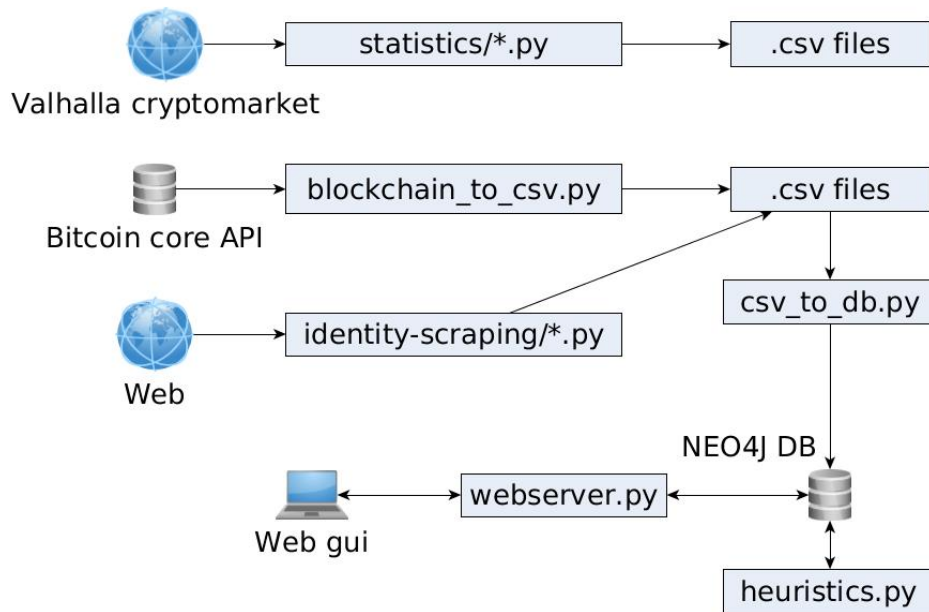 statistics/*.py
.csv files
Valhalla cryptomarket
blockchain_to_csv.py
.csv files
Bitcoin core API
csv_to_db.py
identity-scraping/*.py
Web
NEO4J DB
webserver.py
Web gui
heuristics.py